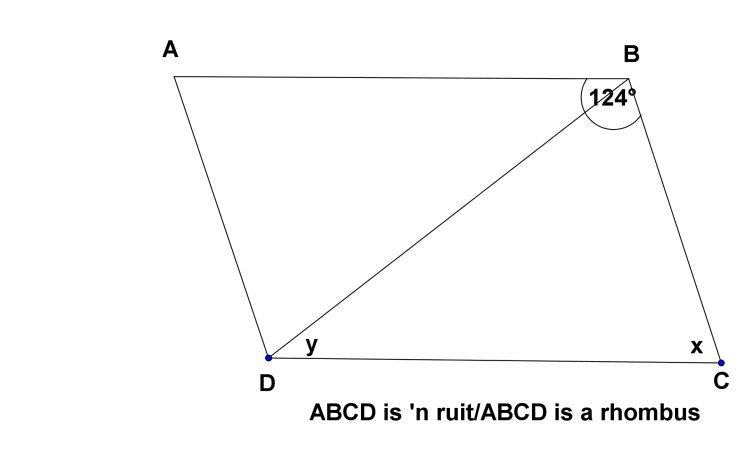 A
B
124°
y
x
D
C
ABCD is 'n ruit/ABCD is a rhombus